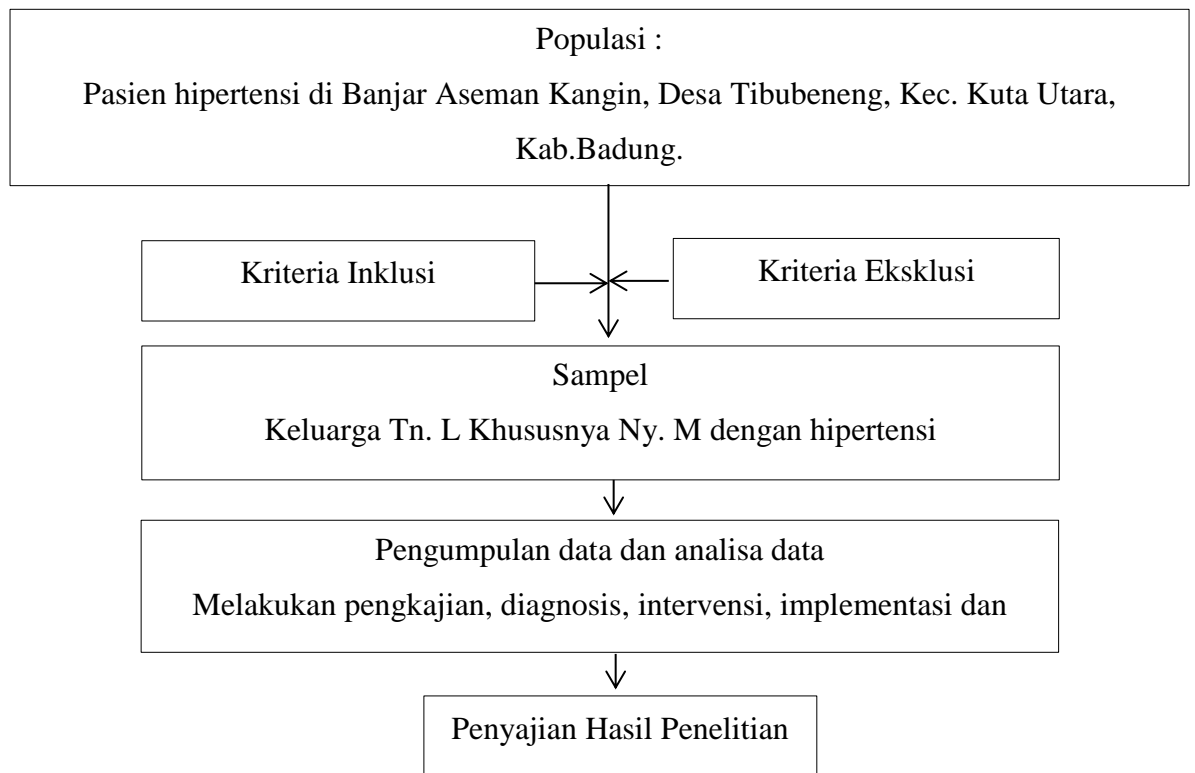 Populasi :
Pasien hipertensi di Banjar Aseman Kangin, Desa Tibubeneng, Kec. Kuta Utara,
Kab.Badung.
Kriteria Inklusi
Kriteria Eksklusi
Sampel
Keluarga Tn. L Khususnya Ny. M dengan hipertensi
Pengumpulan data dan analisa data
Melakukan pengkajian, diagnosis, intervensi, implementasi dan
Penyajian Hasil Penelitian